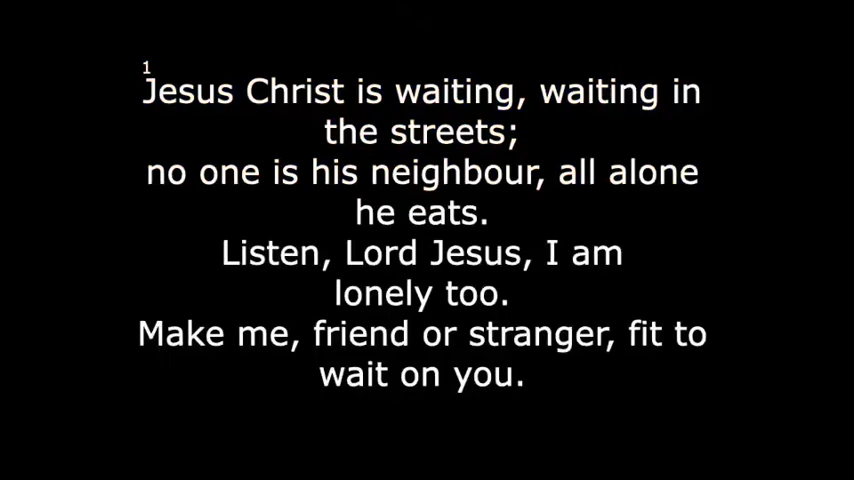 1
Jesus Christ is waiting, waiting in
the streets;
no one is his neighbour, all alone
he eats.
Listen, Lord Jesus, I am
lonely too.
Make me, friend or stranger, fit to
wait on you.